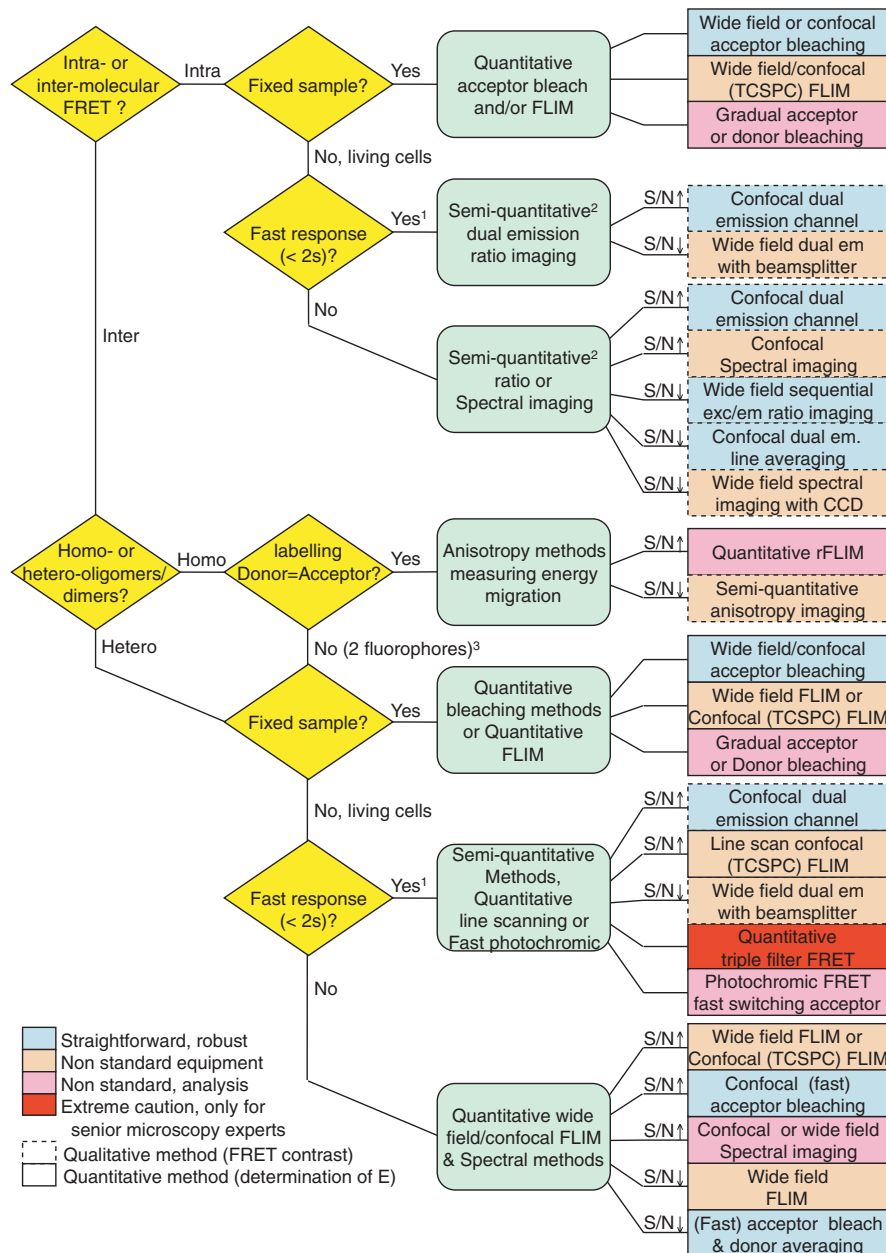 Intra- or
inter-molecular
FRET ?
Intra
Fixed sample?
Yes
Quantitative
acceptor bleach
and/or FLIM
Wide field or confocal
acceptor bleaching
Wide field/confocal
(TCSPC) FLIM
Gradual acceptor
or donor bleaching
No, living cells
Fast response
(< 2s)?
Yes¹
Semi-quantitative²
dual emission
ratio imaging
S/N↑
Confocal dual
emission channel
S/N↓
Wide field dual em
with beamsplitter
No
Inter
Semi-quantitative²
ratio or
Spectral imaging
S/N↑
Confocal dual
emission channel
S/N↑
Confocal
Spectral imaging
S/N↓
Wide field sequential
exc/em ratio imaging
S/N↓
Confocal dual em.
line averaging
S/N↓
Wide field spectral
imaging with CCD
Homo- or
hetero-oligomers/
dimers?
Homo
labelling
Donor=Acceptor?
Yes
Anisotropy methods
measuring energy
migration
S/N↑
Quantitative rFLIM
S/N↓
Semi-quantitative
anisotropy imaging
Hetero
No (2 fluorophores)³
Fixed sample?
Yes
Quantitative
bleaching methods
or Quantitative
FLIM
Wide field/confocal
acceptor bleaching
Wide field FLIM or
Confocal (TCSPC) FLIM
Gradual acceptor
or Donor bleaching
No, living cells
Fast response
(< 2s)?
Yes¹
Semi-quantitative
Methods,
Quantitative
line scanning or
Fast photochromic
S/N↑
Confocal dual
emission channel
S/N↑
Line scan confocal
(TCSPC) FLIM
S/N↓
Wide field dual em
with beamsplitter
Quantitative
triple filter FRET
Photochromic FRET
fast switching acceptor
No
Quantitative wide
field/confocal FLIM
& Spectral methods
S/N↑
Wide field FLIM or
Confocal (TCSPC) FLIM
S/N↑
Confocal (fast)
acceptor bleaching
S/N↑
Confocal or wide field
Spectral imaging
S/N↓
Wide field
FLIM
S/N↓
(Fast) acceptor bleach
& donor averaging
Straightforward, robust
Non standard equipment
Non standard, analysis
Extreme caution, only for
senior microscopy experts
Qualitative method (FRET contrast)
Quantitative method (determination of E)